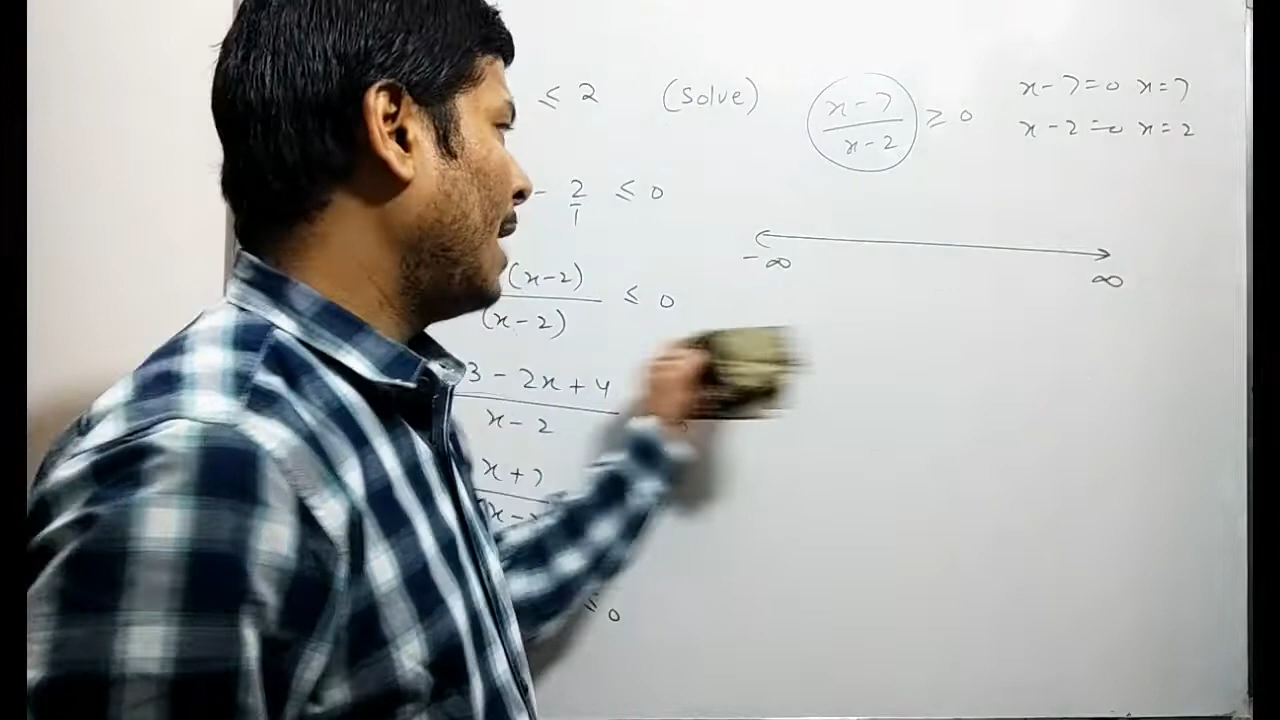 ≤ 2 (Solve)
- 2/1 ≤ 0
(x-2)/(x-2) ≤ 0
3 - 2x + 4
x - 2
x + 7
0
x-7/x-2 ≥ 0
x-7=0 x=7
x-2=0 x=2
-∞ ∞